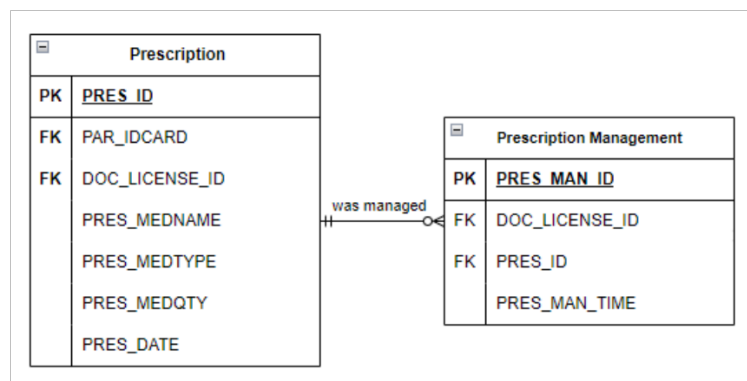 Prescription
PK PRES_ID
FK PAR_IDCARD
FK DOC_LICENSE_ID
PRES_MEDNAME
PRES_MEDTYPE
PRES_MEDQTY
PRES_DATE
was managed
Prescription Management
PK PRES_MAN_ID
FK DOC_LICENSE_ID
FK PRES_ID
PRES_MAN_TIME